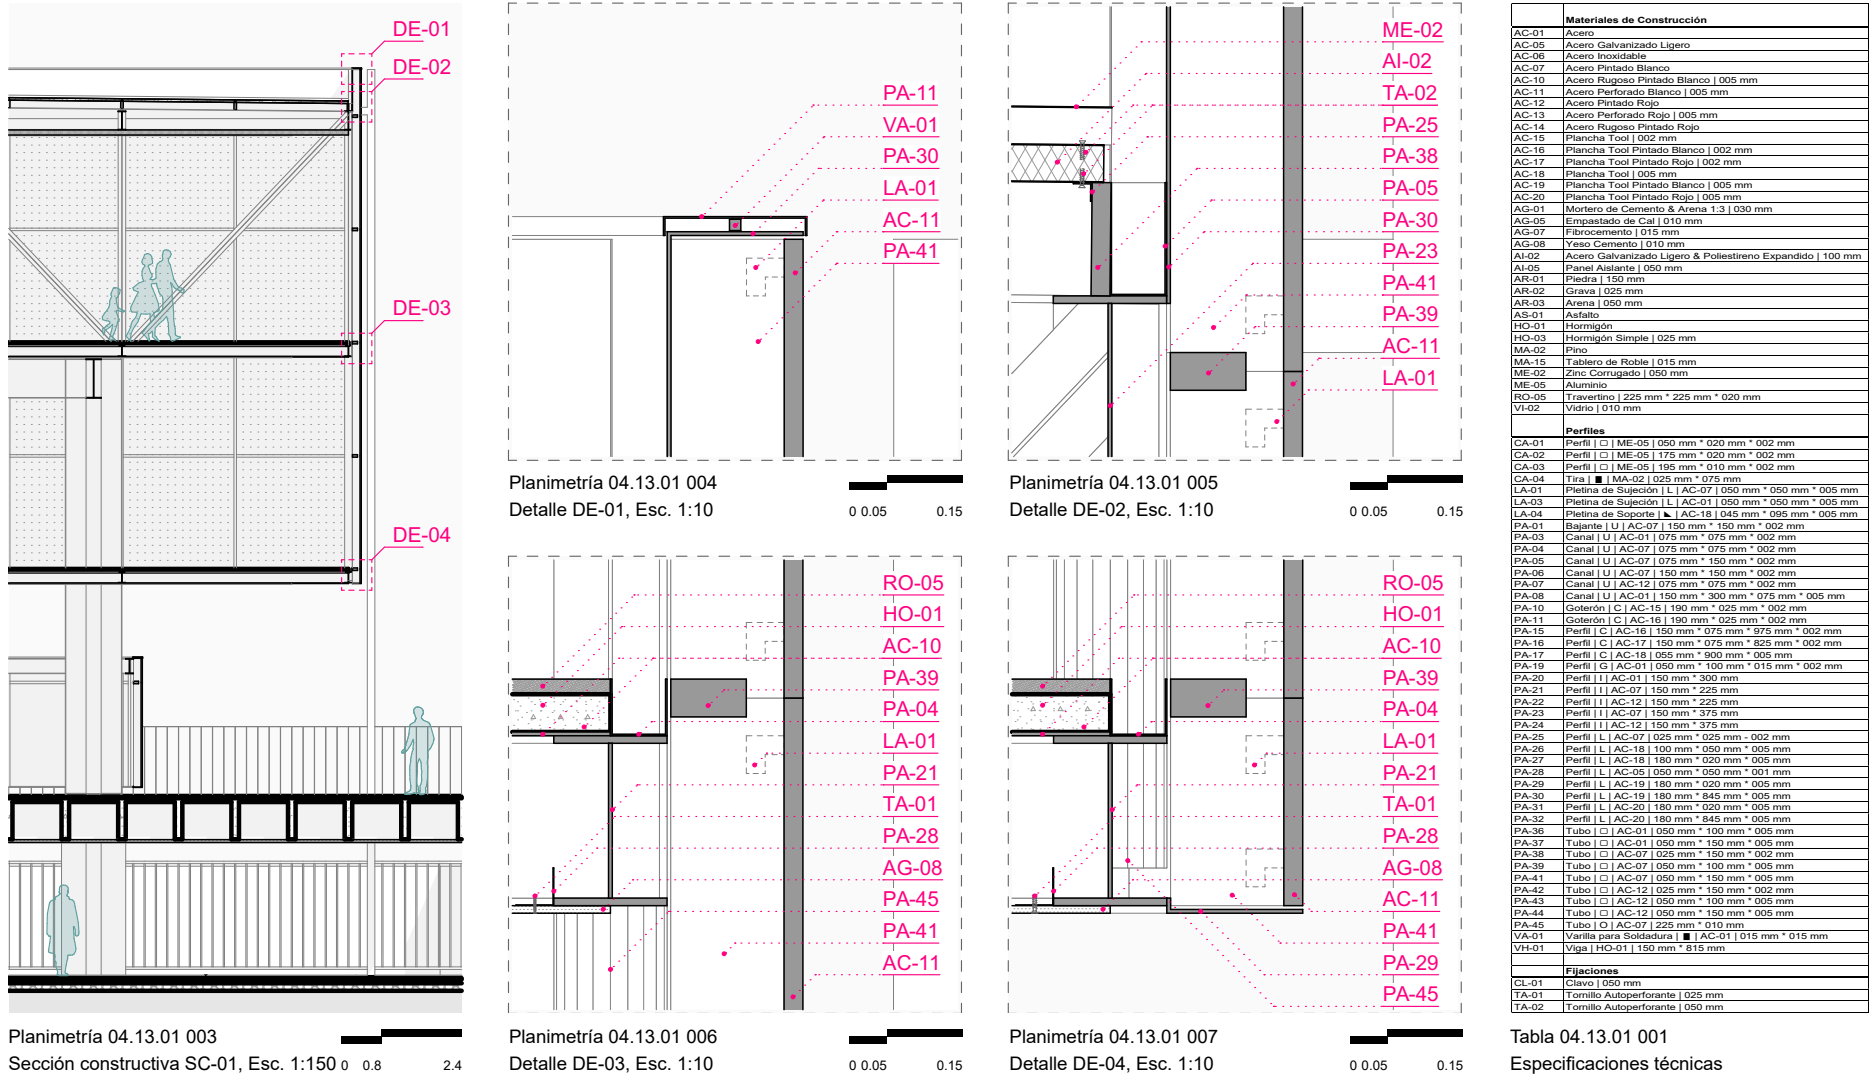 DE-01
DE-02
DE-03
DE-04
Planimetría 04.13.01 003
Sección constructiva SC-01, Esc. 1:150
0 0.8 2.4
PA-11
VA-01
PA-30
LA-01
AC-11
PA-41
Planimetría 04.13.01 004
Detalle DE-01, Esc. 1:10
0 0.05 0.15
ME-02
AI-02
TA-02
PA-25
PA-38
PA-05
PA-30
PA-23
PA-41
PA-39
AC-11
LA-01
Planimetría 04.13.01 005
Detalle DE-02, Esc. 1:10
0 0.05 0.15
RO-05
HO-01
AC-10
PA-39
PA-04
LA-01
PA-21
TA-01
PA-28
AG-08
PA-45
PA-41
AC-11
Planimetría 04.13.01 006
Detalle DE-03, Esc. 1:10
0 0.05 0.15
RO-05
HO-01
AC-10
PA-39
PA-04
LA-01
PA-21
TA-01
PA-28
AG-08
AC-11
PA-41
PA-29
PA-45
Planimetría 04.13.01 007
Detalle DE-04, Esc. 1:10
0 0.05 0.15
Materiales de Construcción
AC-01 Acero
AC-05 Acero Galvanizado Ligero
AC-06 Acero Inoxidable
AC-07 Acero Pintado Blanco
AC-10 Acero Rugoso Pintado Blanco | 005 mm
AC-11 Acero Perforado Blanco | 005 mm
AC-12 Acero Pintado Rojo
AC-13 Acero Perforado Rojo | 005 mm
AC-14 Acero Rugoso Pintado Rojo
AC-15 Plancha Tool | 002 mm
AC-16 Plancha Tool Pintado Blanco | 002 mm
AC-17 Plancha Tool Pintado Rojo | 002 mm
AC-18 Plancha Tool | 005 mm
AC-19 Plancha Tool Pintado Blanco | 005 mm
AC-20 Plancha Tool Pintado Rojo | 005 mm
AG-01 Mortero de Cemento & Arena 1:3 | 030 mm
AG-05 Empastado de Cal | 010 mm
AG-07 Fibrocemento | 015 mm
AG-08 Yeso Cemento | 010 mm
AI-02 Acero Galvanizado Ligero & Poliestireno Expandido | 100 mm
AI-05 Panel Aislante | 050 mm
AR-01 Piedra | 150 mm
AR-02 Grava | 025 mm
AR-03 Arena | 050 mm
AS-01 Asfalto
HO-01 Hormigón
HO-03 Hormigón Simple | 025 mm
MA-02 Pino
MA-15 Tablero de Roble | 015 mm
ME-02 Zinc Corrugado | 050 mm
ME-05 Aluminio
RO-05 Travertino | 225 mm * 225 mm * 020 mm
VI-02 Vidrio | 010 mm
Perfiles
CA-01 Perfil | ▢ | ME-05 | 050 mm * 020 mm * 002 mm
CA-02 Perfil | ▢ | ME-05 | 175 mm * 020 mm * 002 mm
CA-03 Perfil | ▢ | ME-05 | 195 mm * 010 mm * 002 mm
CA-04 Tira | ■ | MA-02 | 025 mm * 075 mm
LA-01 Pletina de Sujeción | L | AC-07 | 050 mm * 050 mm * 005 mm
LA-03 Pletina de Sujeción | L | AC-01 | 050 mm * 050 mm * 005 mm
LA-04 Pletina de Soporte | ◣ | AC-18 | 045 mm * 095 mm * 005 mm
PA-01 Bajante | U | AC-07 | 150 mm * 150 mm * 002 mm
PA-03 Canal | U | AC-01 | 075 mm * 075 mm * 002 mm
PA-04 Canal | U | AC-07 | 075 mm * 075 mm * 002 mm
PA-05 Canal | U | AC-07 | 075 mm * 150 mm * 002 mm
PA-06 Canal | U | AC-07 | 150 mm * 150 mm * 002 mm
PA-07 Canal | U | AC-12 | 075 mm * 075 mm * 002 mm
PA-08 Canal | U | AC-01 | 150 mm * 300 mm * 075 mm * 005 mm
PA-10 Goterón | C | AC-15 | 190 mm * 025 mm * 002 mm
PA-11 Goterón | C | AC-16 | 190 mm * 025 mm * 002 mm
PA-15 Perfil | C | AC-16 | 150 mm * 075 mm * 975 mm * 002 mm
PA-16 Perfil | C | AC-17 | 150 mm * 075 mm * 825 mm * 002 mm
PA-17 Perfil | C | AC-18 | 055 mm * 900 mm * 005 mm
PA-19 Perfil | G | AC-01 | 050 mm * 100 mm * 015 mm * 002 mm
PA-20 Perfil | I | AC-01 | 150 mm * 300 mm
PA-21 Perfil | I | AC-07 | 150 mm * 225 mm
PA-22 Perfil | I | AC-12 | 150 mm * 225 mm
PA-23 Perfil | I | AC-07 | 150 mm * 375 mm
PA-24 Perfil | I | AC-12 | 150 mm * 375 mm
PA-25 Perfil | L | AC-07 | 025 mm * 025 mm - 002 mm
PA-26 Perfil | L | AC-18 | 100 mm * 050 mm * 005 mm
PA-27 Perfil | L | AC-18 | 180 mm * 020 mm * 005 mm
PA-28 Perfil | L | AC-05 | 050 mm * 050 mm * 001 mm
PA-29 Perfil | L | AC-19 | 180 mm * 020 mm * 005 mm
PA-30 Perfil | L | AC-19 | 180 mm * 845 mm * 005 mm
PA-31 Perfil | L | AC-20 | 180 mm * 020 mm * 005 mm
PA-32 Perfil | L | AC-20 | 180 mm * 845 mm * 005 mm
PA-36 Tubo | ▢ | AC-01 | 050 mm * 100 mm * 005 mm
PA-37 Tubo | ▢ | AC-01 | 050 mm * 150 mm * 005 mm
PA-38 Tubo | ▢ | AC-07 | 025 mm * 150 mm * 002 mm
PA-39 Tubo | ▢ | AC-07 | 050 mm * 100 mm * 005 mm
PA-41 Tubo | ▢ | AC-07 | 050 mm * 150 mm * 005 mm
PA-42 Tubo | ▢ | AC-12 | 025 mm * 150 mm * 002 mm
PA-43 Tubo | ▢ | AC-12 | 050 mm * 100 mm * 005 mm
PA-44 Tubo | ▢ | AC-12 | 050 mm * 150 mm * 005 mm
PA-45 Tubo | O | AC-07 | 225 mm * 010 mm
VA-01 Varilla para Soldadura | ■ | AC-01 | 015 mm * 015 mm
VH-01 Viga | HO-01 | 150 mm * 815 mm
Fijaciones
CL-01 Clavo | 050 mm
TA-01 Tornillo Autoperforante | 025 mm
TA-02 Tornillo Autoperforante | 050 mm
Tabla 04.13.01 001
Especificaciones técnicas